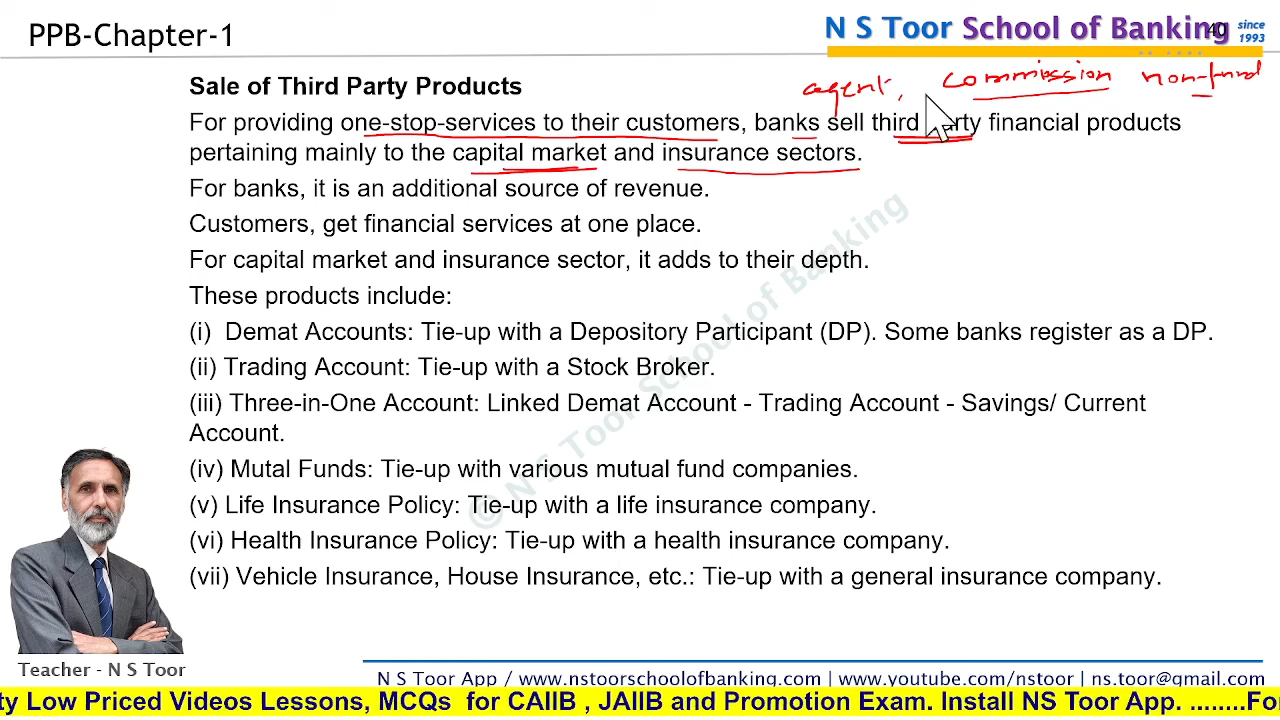 PPB-Chapter-1
N S Toor School of Banking
since
1993
40
Sale of Third Party Products
agent, commission non-fund
For providing one-stop-services to their customers, banks sell third party financial products
pertaining mainly to the capital market and insurance sectors.
For banks, it is an additional source of revenue.
Customers, get financial services at one place.
For capital market and insurance sector, it adds to their depth.
These products include:
(i) Demat Accounts: Tie-up with a Depository Participant (DP). Some banks register as a DP.
(ii) Trading Account: Tie-up with a Stock Broker.
(iii) Three-in-One Account: Linked Demat Account - Trading Account - Savings/ Current
Account.
(iv) Mutal Funds: Tie-up with various mutual fund companies.
(v) Life Insurance Policy: Tie-up with a life insurance company.
(vi) Health Insurance Policy: Tie-up with a health insurance company.
(vii) Vehicle Insurance, House Insurance, etc.: Tie-up with a general insurance company.
© N S Toor School of Banking
Teacher - N S Toor
N S Toor App / www.nstoorschoolofbanking.com | www.youtube.com/nstoor | ns.toor@gmail.com
ty Low Priced Videos Lessons, MCQs for CAIIB , JAIIB and Promotion Exam. Install NS Toor App. ........Fo